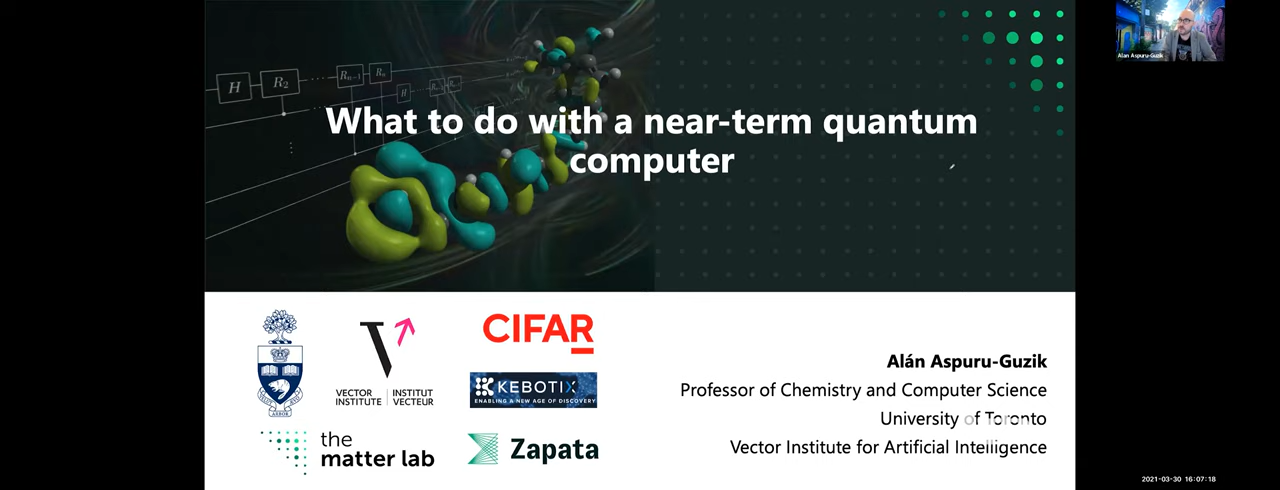 H
R2
Rn-1
Rn
H
What to do with a near-term quantum
computer
Alan Aspuru-Guzik
CIFAR
VECTOR
INSTITUTE
INSTITUT
VECTEUR
KEBOTIX
ENABLING A NEW AGE OF DISCOVERY
the
matter lab
Zapata
Alán Aspuru-Guzik
Professor of Chemistry and Computer Science
University of Toronto
Vector Institute for Artificial Intelligence
2021-03-30 16:07:18